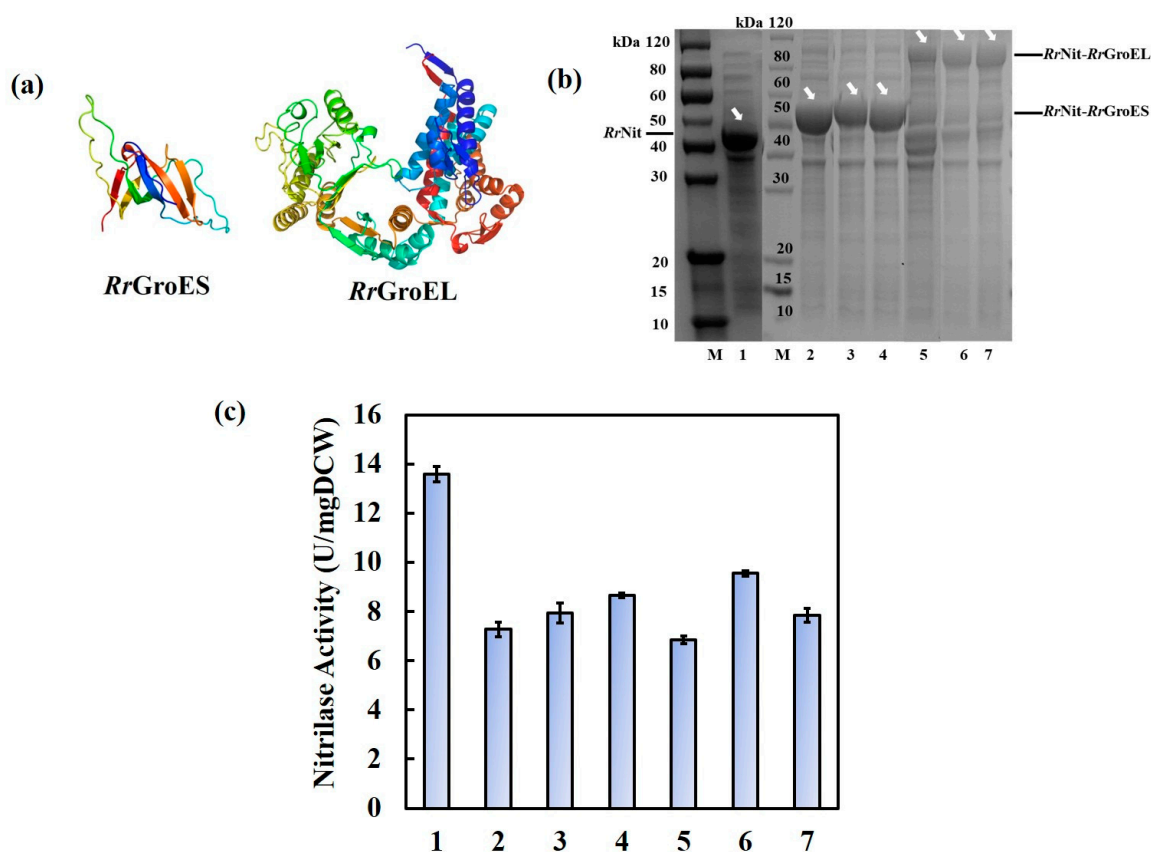 (a)
RrGroES
RrGroEL
(b)
kDa 120
80
60
50
40
30
20
15
10
RrNit
kDa 120
80
60
50
40
30
20
15
10
RrNit-RrGroEL
RrNit-RrGroES
M 1 M 2 3 4 5 6 7
(c)
Nitrilase Activity (U/mgDCW)
16
14
12
10
8
6
4
2
0
1 2 3 4 5 6 7